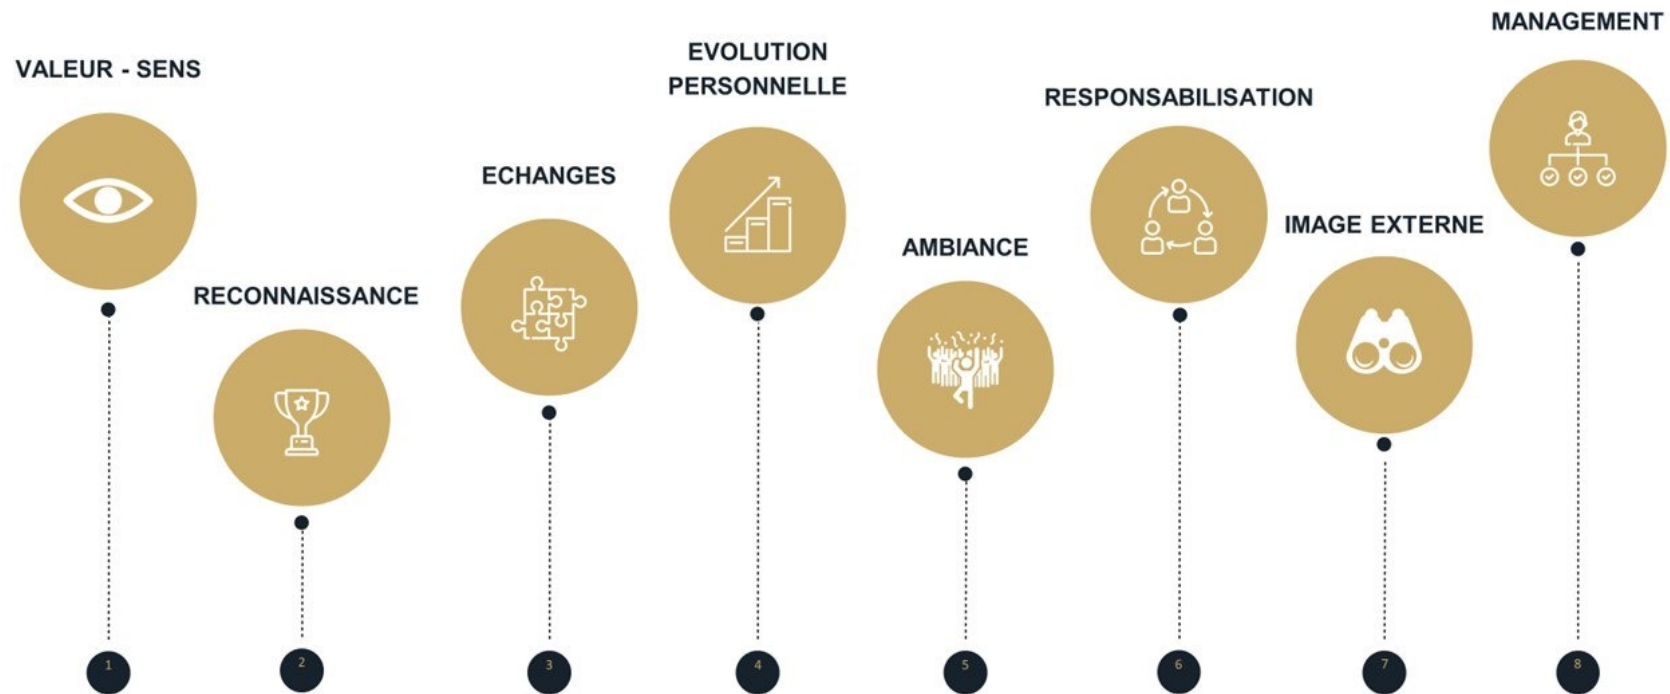 VALEUR - SENS
RECONNAISSANCE
ECHANGES
EVOLUTION
PERSONNELLE
AMBIANCE
RESPONSABILISATION
IMAGE EXTERNE
MANAGEMENT
1
2
3
4
5
6
7
8